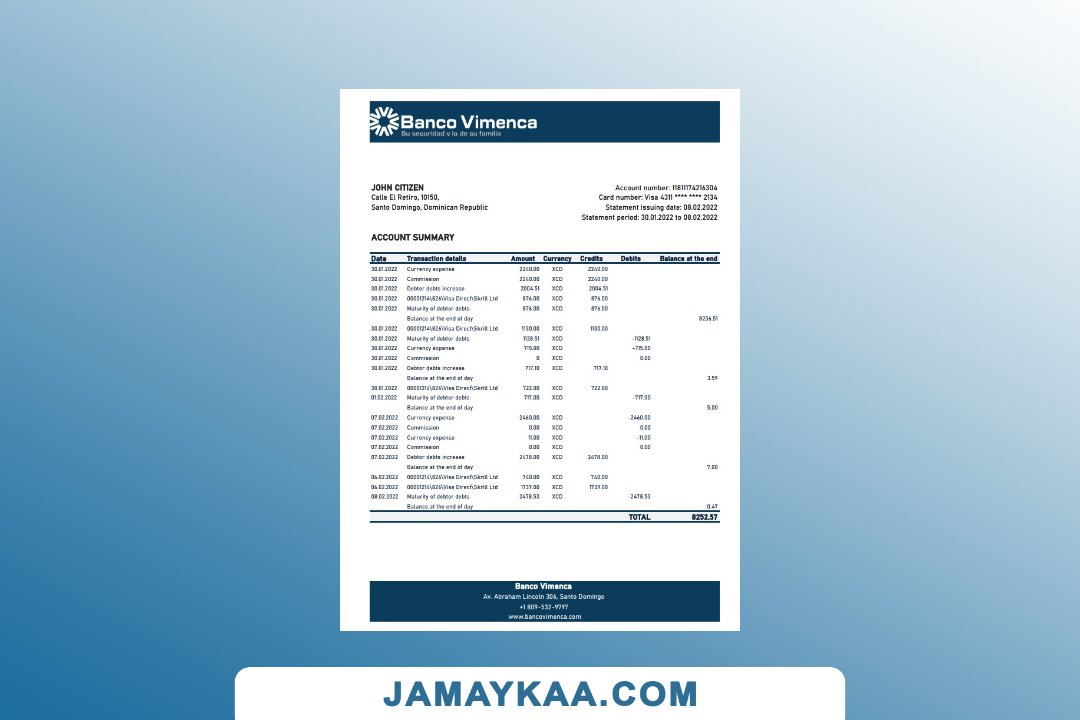 Banco Vimenca
Su seguridad y la de su familia
JOHN CITIZEN
Calle El Retiro, 10150,
Santo Domingo, Dominican Republic
Account number: 11811174216304
Card number: Visa 4311 **** **** 2134
Statement issuing date: 08.02.2022
Statement period: 30.01.2022 to 08.02.2022
ACCOUNT SUMMARY
Date Transaction details Amount Currency Credits Debits Balance at the end
30.01.2022 Currency expense 2240.00 XCD 2240.00
30.01.2022 Commission 2240.00 XCD 2240.00
30.01.2022 Debtor debts increase 2004.51 XCD 2004.51
30.01.2022 00001214\826\Visa Direct\Skrill Ltd 876.00 XCD 876.00
30.01.2022 Maturity of debtor debts 876.00 XCD 876.00
Balance at the end of day 8236.51
30.01.2022 00001214\826\Visa Direct\Skrill Ltd 1130.00 XCD 1130.00
30.01.2022 Maturity of debtor debts 1128.51 XCD -1128.51
30.01.2022 Currency expense 715.00 XCD -715.00
30.01.2022 Commission 0 XCD 0.00
30.01.2022 Debtor debts increase 717.10 XCD 717.10
Balance at the end of day 3.59
30.01.2022 00001214\826\Visa Direct\Skrill Ltd 722.00 XCD 722.00
01.02.2022 Maturity of debtor debts 717.00 XCD -717.00
Balance at the end of day 5.00
07.02.2022 Currency expense 2460.00 XCD -2460.00
07.02.2022 Commission 0.00 XCD 0.00
07.02.2022 Currency expense 11.00 XCD -11.00
07.02.2022 Commission 0.00 XCD 0.00
07.02.2022 Debtor debts increase 2478.00 XCD 2478.00
Balance at the end of day 7.00
06.02.2022 00001214\826\Visa Direct\Skrill Ltd 740.00 XCD 740.00
06.02.2022 00001214\826\Visa Direct\Skrill Ltd 1739.00 XCD 1739.00
08.02.2022 Maturity of debtor debts 2478.53 XCD -2478.53
Balance at the end of day 0.47
TOTAL 8252.57
Banco Vimenca
Av. Abraham Lincoln 306, Santo Domingo
+1 809-532-9797
www.bancovimenca.com
JAMAYKAA.COM